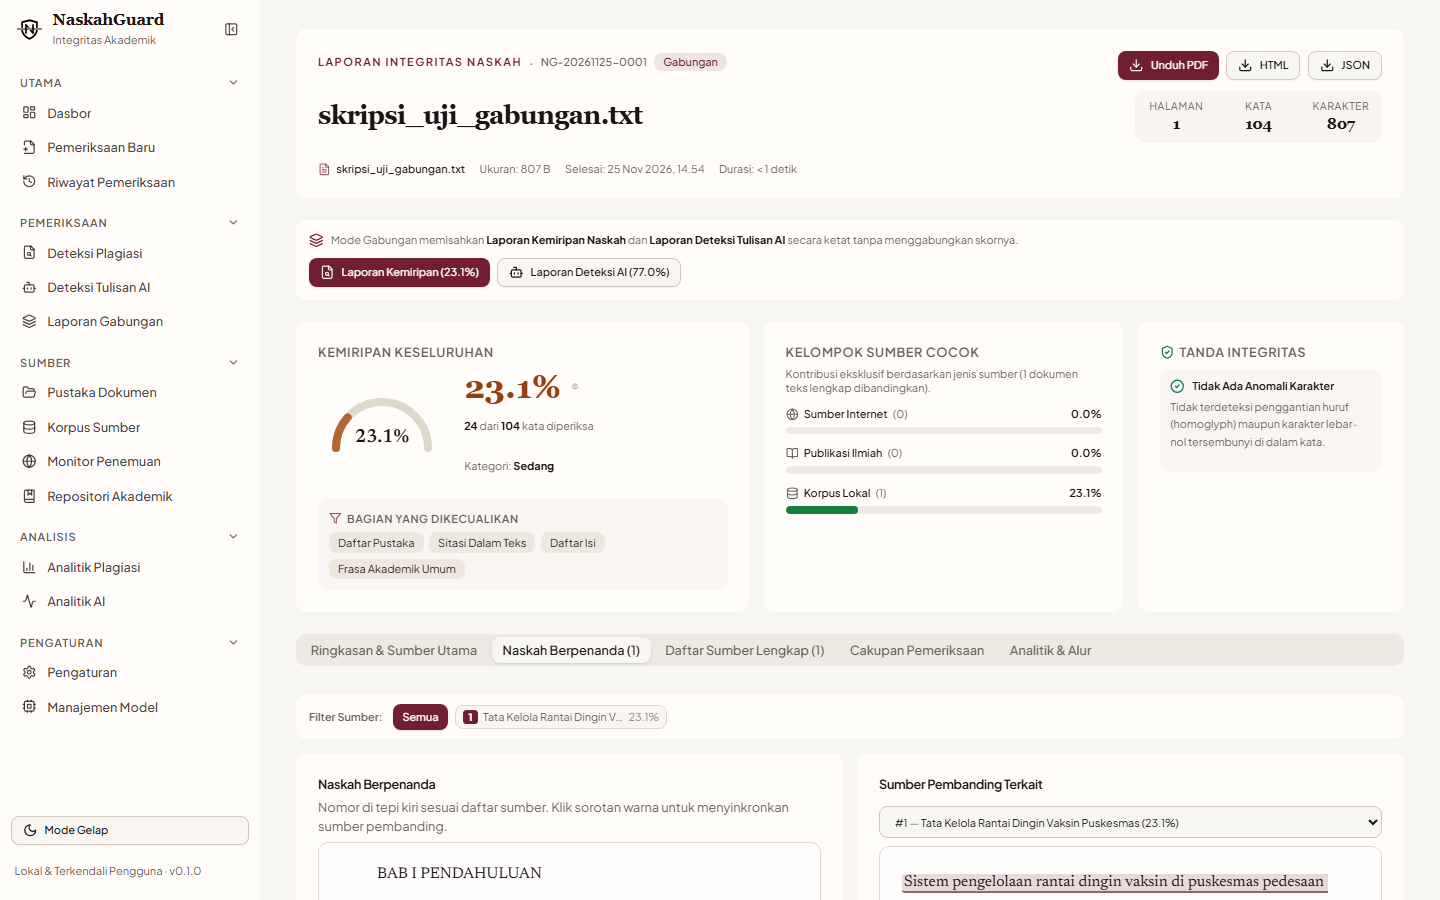 NaskahGuard
Integritas Akademik
UTAMA
Dasbor
Pemeriksaan Baru
Riwayat Pemeriksaan
PEMERIKSAAN
Deteksi Plagiasi
Deteksi Tulisan AI
Laporan Gabungan
SUMBER
Pustaka Dokumen
Korpus Sumber
Monitor Penemuan
Repositori Akademik
ANALISIS
Analitik Plagiasi
Analitik AI
PENGATURAN
Pengaturan
Manajemen Model
Mode Gelap
Lokal & Terkendali Pengguna · v0.1.0
LAPORAN INTEGRITAS NASKAH · NG-20261125-0001 Gabungan
Unduh PDF HTML JSON
skripsi_uji_gabungan.txt
HALAMAN KATA KARAKTER
1 104 807
skripsi_uji_gabungan.txt Ukuran: 807 B Selesai: 25 Nov 2026, 14.54 Durasi: < 1 detik
Mode Gabungan memisahkan Laporan Kemiripan Naskah dan Laporan Deteksi Tulisan AI secara ketat tanpa menggabungkan skornya.
Laporan Kemiripan (23.1%) Laporan Deteksi AI (77.0%)
KEMIRIPAN KESELURUHAN
23.1%
23.1%
24 dari 104 kata diperiksa
Kategori: Sedang
BAGIAN YANG DIKECUALIKAN
Daftar Pustaka Sitasi Dalam Teks Daftar Isi
Frasa Akademik Umum
KELOMPOK SUMBER COCOK
Kontribusi eksklusif berdasarkan jenis sumber (1 dokumen
teks lengkap dibandingkan).
Sumber Internet (0) 0.0%
Publikasi Ilmiah (0) 0.0%
Korpus Lokal (1) 23.1%
TANDA INTEGRITAS
Tidak Ada Anomali Karakter
Tidak terdeteksi penggantian huruf
(homoglyph) maupun karakter lebar-
nol tersembunyi di dalam kata.
Ringkasan & Sumber Utama Naskah Berpenanda (1) Daftar Sumber Lengkap (1) Cakupan Pemeriksaan Analitik & Alur
Filter Sumber: Semua 1 Tata Kelola Rantai Dingin V... 23.1%
Naskah Berpenanda
Nomor di tepi kiri sesuai daftar sumber. Klik sorotan warna untuk menyinkronkan
sumber pembanding.
BAB I PENDAHULUAN
Sumber Pembanding Terkait
#1 — Tata Kelola Rantai Dingin Vaksin Puskesmas (23.1%)
Sistem pengelolaan rantai dingin vaksin di puskesmas pedesaan